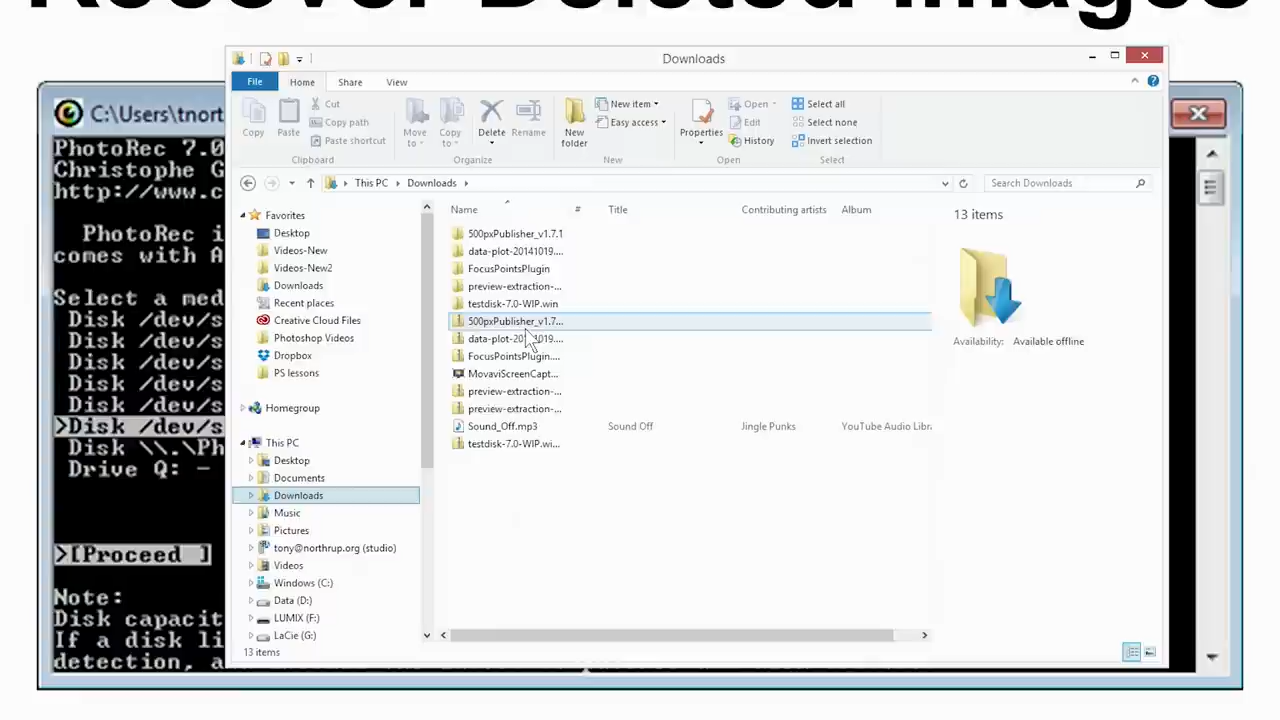 Recover Deleted Images
Downloads
File Home Share View
Copy
Paste
Cut
Copy path
Paste shortcut
Clipboard
Move to
Copy to
Delete
Rename
Organize
New folder
New item
Easy access
New
Properties
Open
Edit
History
Open
Select all
Select none
Invert selection
Select
This PC Downloads
Search Downloads
Favorites
Desktop
Videos-New
Videos-New2
Downloads
Recent places
Creative Cloud Files
Photoshop Videos
Dropbox
PS lessons
Homegroup
This PC
Desktop
Documents
Downloads
Music
Pictures
tony@northrup.org (studio)
Videos
Windows (C:)
Data (D:)
LUMIX (F:)
LaCie (G:)
Name # Title Contributing artists Album
500pxPublisher_v1.7.1
data-plot-20141019....
FocusPointsPlugin
preview-extraction-...
testdisk-7.0-WIP.win
500pxPublisher_v1.7...
data-plot-20141019....
FocusPointsPlugin....
MovaviScreenCapt...
preview-extraction-...
preview-extraction-...
Sound_Off.mp3 Sound Off Jingle Punks YouTube Audio Libra
testdisk-7.0-WIP.wi...
13 items
Availability: Available offline
13 items
C:\Users\tnort
PhotoRec 7.0
Christophe G
http://www.c
PhotoRec i
comes with A
Select a med
Disk /dev/s
Disk /dev/s
Disk /dev/s
Disk /dev/s
Disk /dev/s
>Disk /dev/s
Disk \\.\Ph
Drive Q: -
>[Proceed ]
Note:
Disk capacit
If a disk li
detection, a